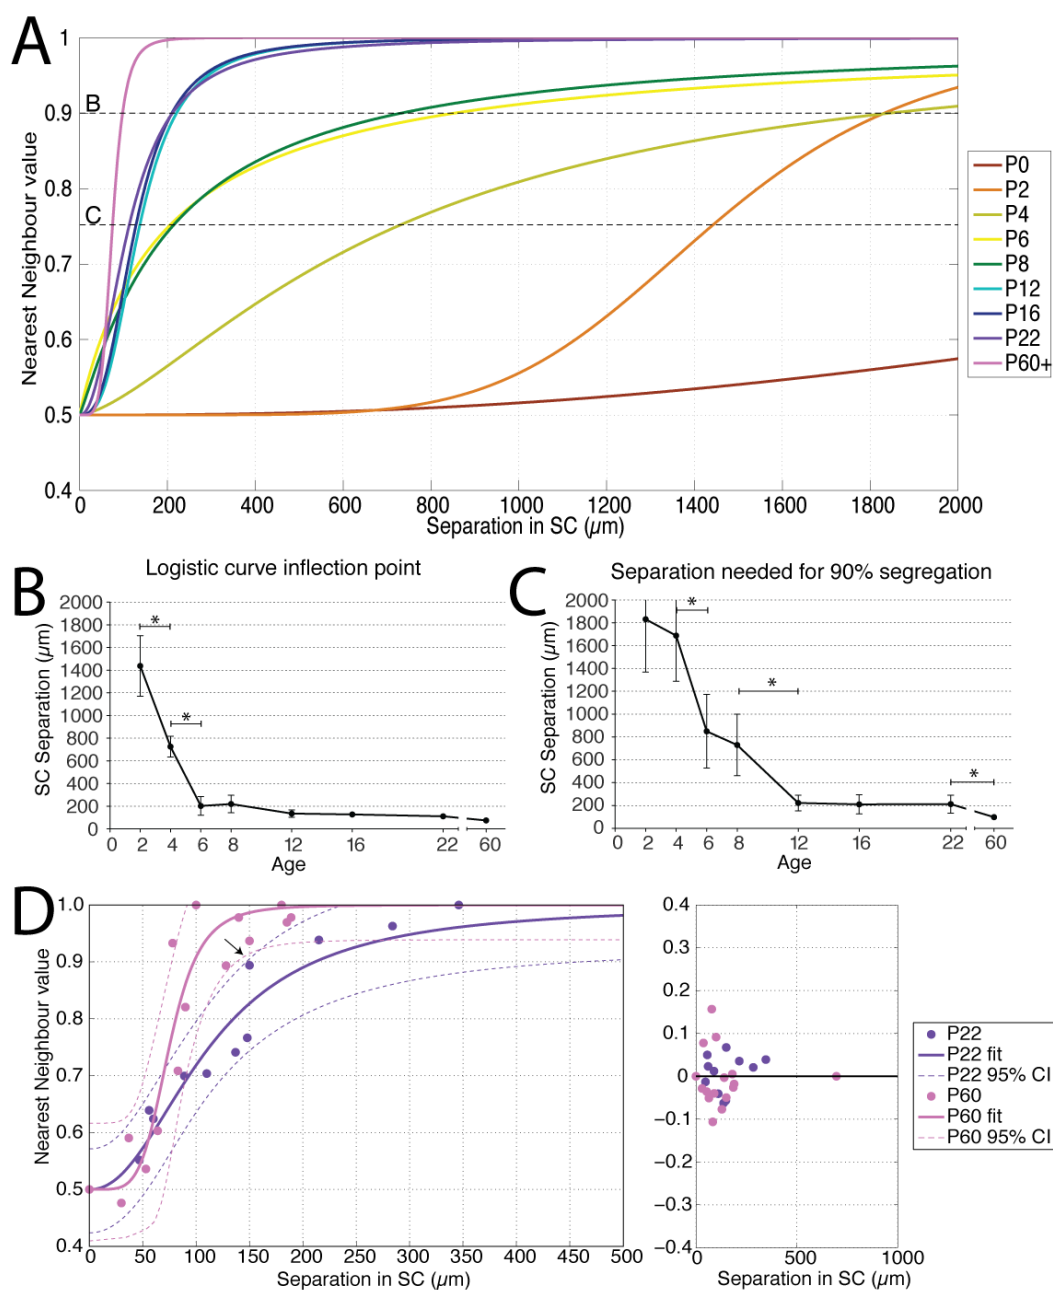 A
1
0.9
0.8
0.7
0.6
0.5
0.4
Nearest Neighbour value
B
C
0 200 400 600 800 1000 1200 1400 1600 1800 2000
Separation in SC (µm)
P0
P2
P4
P6
P8
P12
P16
P22
P60+
B
Logistic curve inflection point
2000
1800
1600
1400
1200
1000
800
600
400
200
0
SC Separation (µm)
*
*
0 2 4 6 8 12 16 22 60
Age
C
Separation needed for 90% segregation
2000
1800
1600
1400
1200
1000
800
600
400
200
0
SC Separation (µm)
*
*
*
0 2 4 6 8 12 16 22 60
Age
D
1.0
0.9
0.8
0.7
0.6
0.5
0.4
Nearest Neighbour value
0 50 100 150 200 250 300 350 400 450 500
Separation in SC (µm)
0.4
0.3
0.2
0.1
0
−0.1
−0.2
−0.3
−0.4
0 500 1000
Separation in SC (µm)
P22
P22 fit
P22 95% CI
P60
P60 fit
P60 95% CI